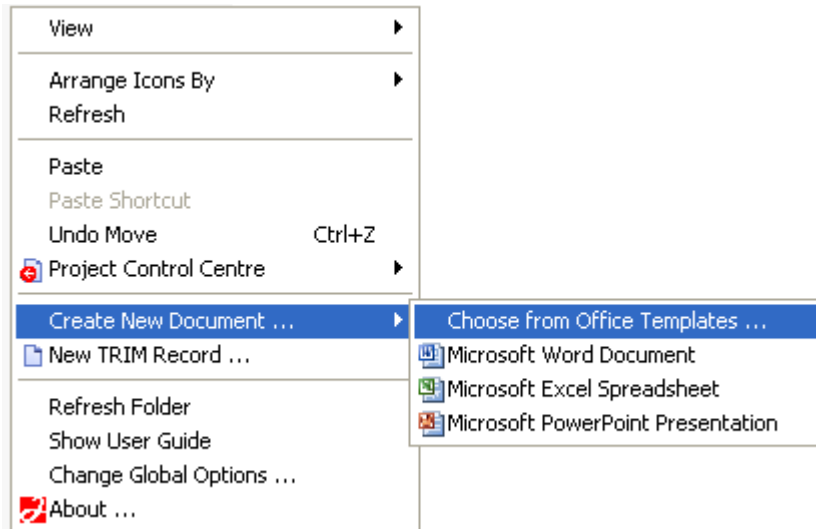 View
Arrange Icons By
Refresh
Paste
Paste Shortcut
Undo Move Ctrl+Z
Project Control Centre
Create New Document ...
New TRIM Record ...
Refresh Folder
Show User Guide
Change Global Options ...
About ...
Choose from Office Templates ...
Microsoft Word Document
Microsoft Excel Spreadsheet
Microsoft PowerPoint Presentation